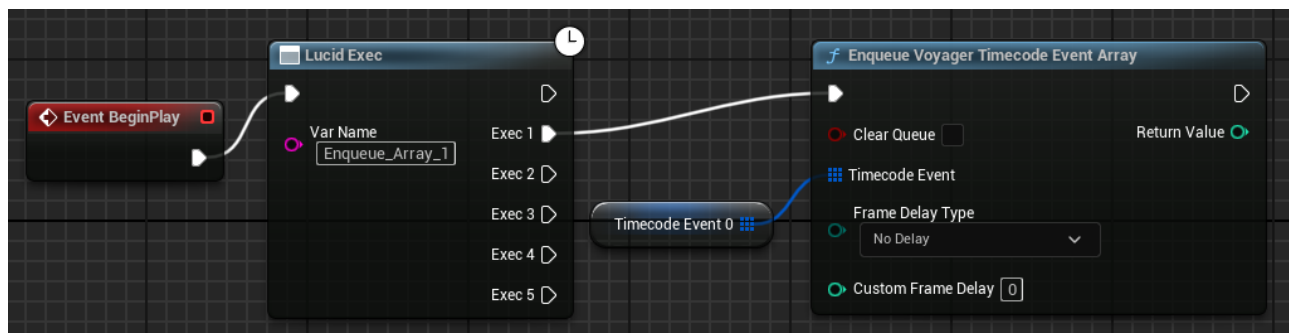 Event BeginPlay
Lucid Exec
Var Name
Enqueue_Array_1
Exec 1
Exec 2
Exec 3
Exec 4
Exec 5
Timecode Event 0
f Enqueue Voyager Timecode Event Array
Clear Queue
Return Value
Timecode Event
Frame Delay Type
No Delay
Custom Frame Delay 0